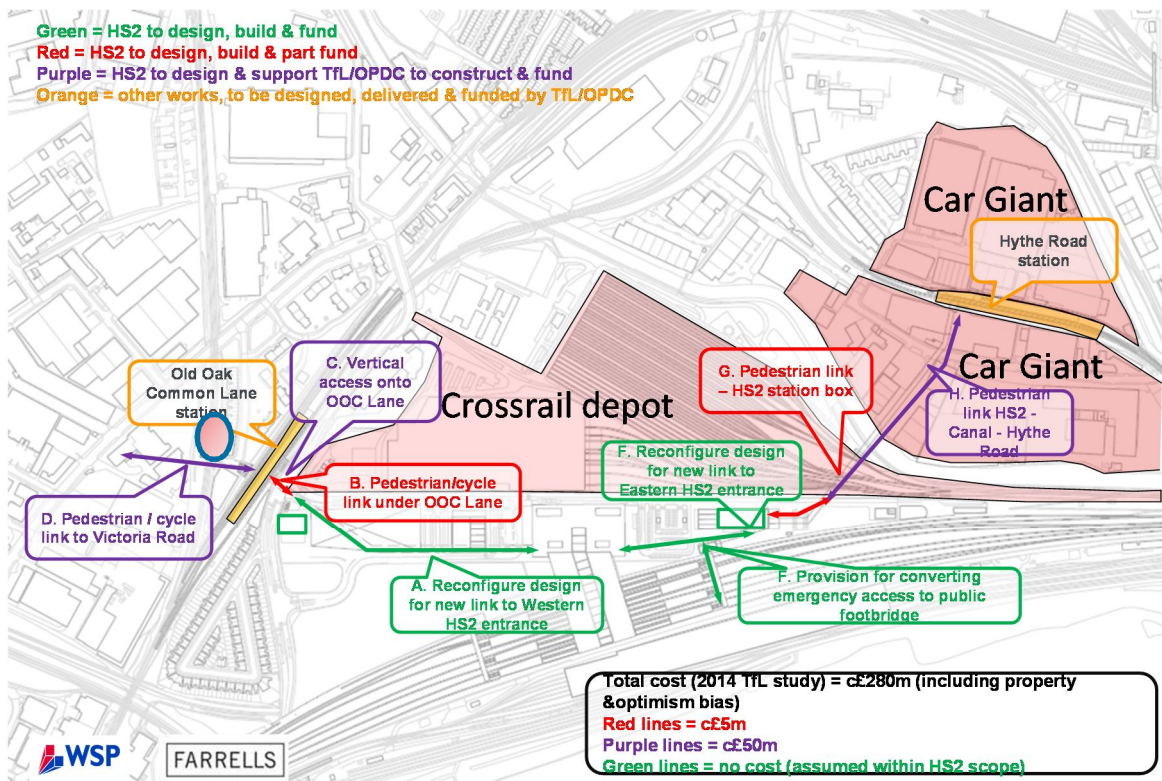 Green = HS2 to design, build & fund
Red = HS2 to design, build & part fund
Purple = HS2 to design & support TfL/OPDC to construct & fund
Orange = other works, to be designed, delivered & funded by TfL/OPDC
Car Giant
Hythe Road
station
Old Oak
Common Lane
station
C. Vertical
access onto
OOC Lane
G. Pedestrian link
– HS2 station box
Car Giant
Crossrail depot
H. Pedestrian
link HS2 -
Canal - Hythe
Road
F. Reconfigure design
for new link to
Eastern HS2 entrance
B. Pedestrian/cycle
link under OOC Lane
D. Pedestrian / cycle
link to Victoria Road
A. Reconfigure design
for new link to Western
HS2 entrance
F. Provision for converting
emergency access to public
footbridge
Total cost (2014 TfL study) = c£280m (including property
&optimism bias)
Red lines = c£5m
Purple lines = c£50m
Green lines = no cost (assumed within HS2 scope)
WSP
FARRELLS